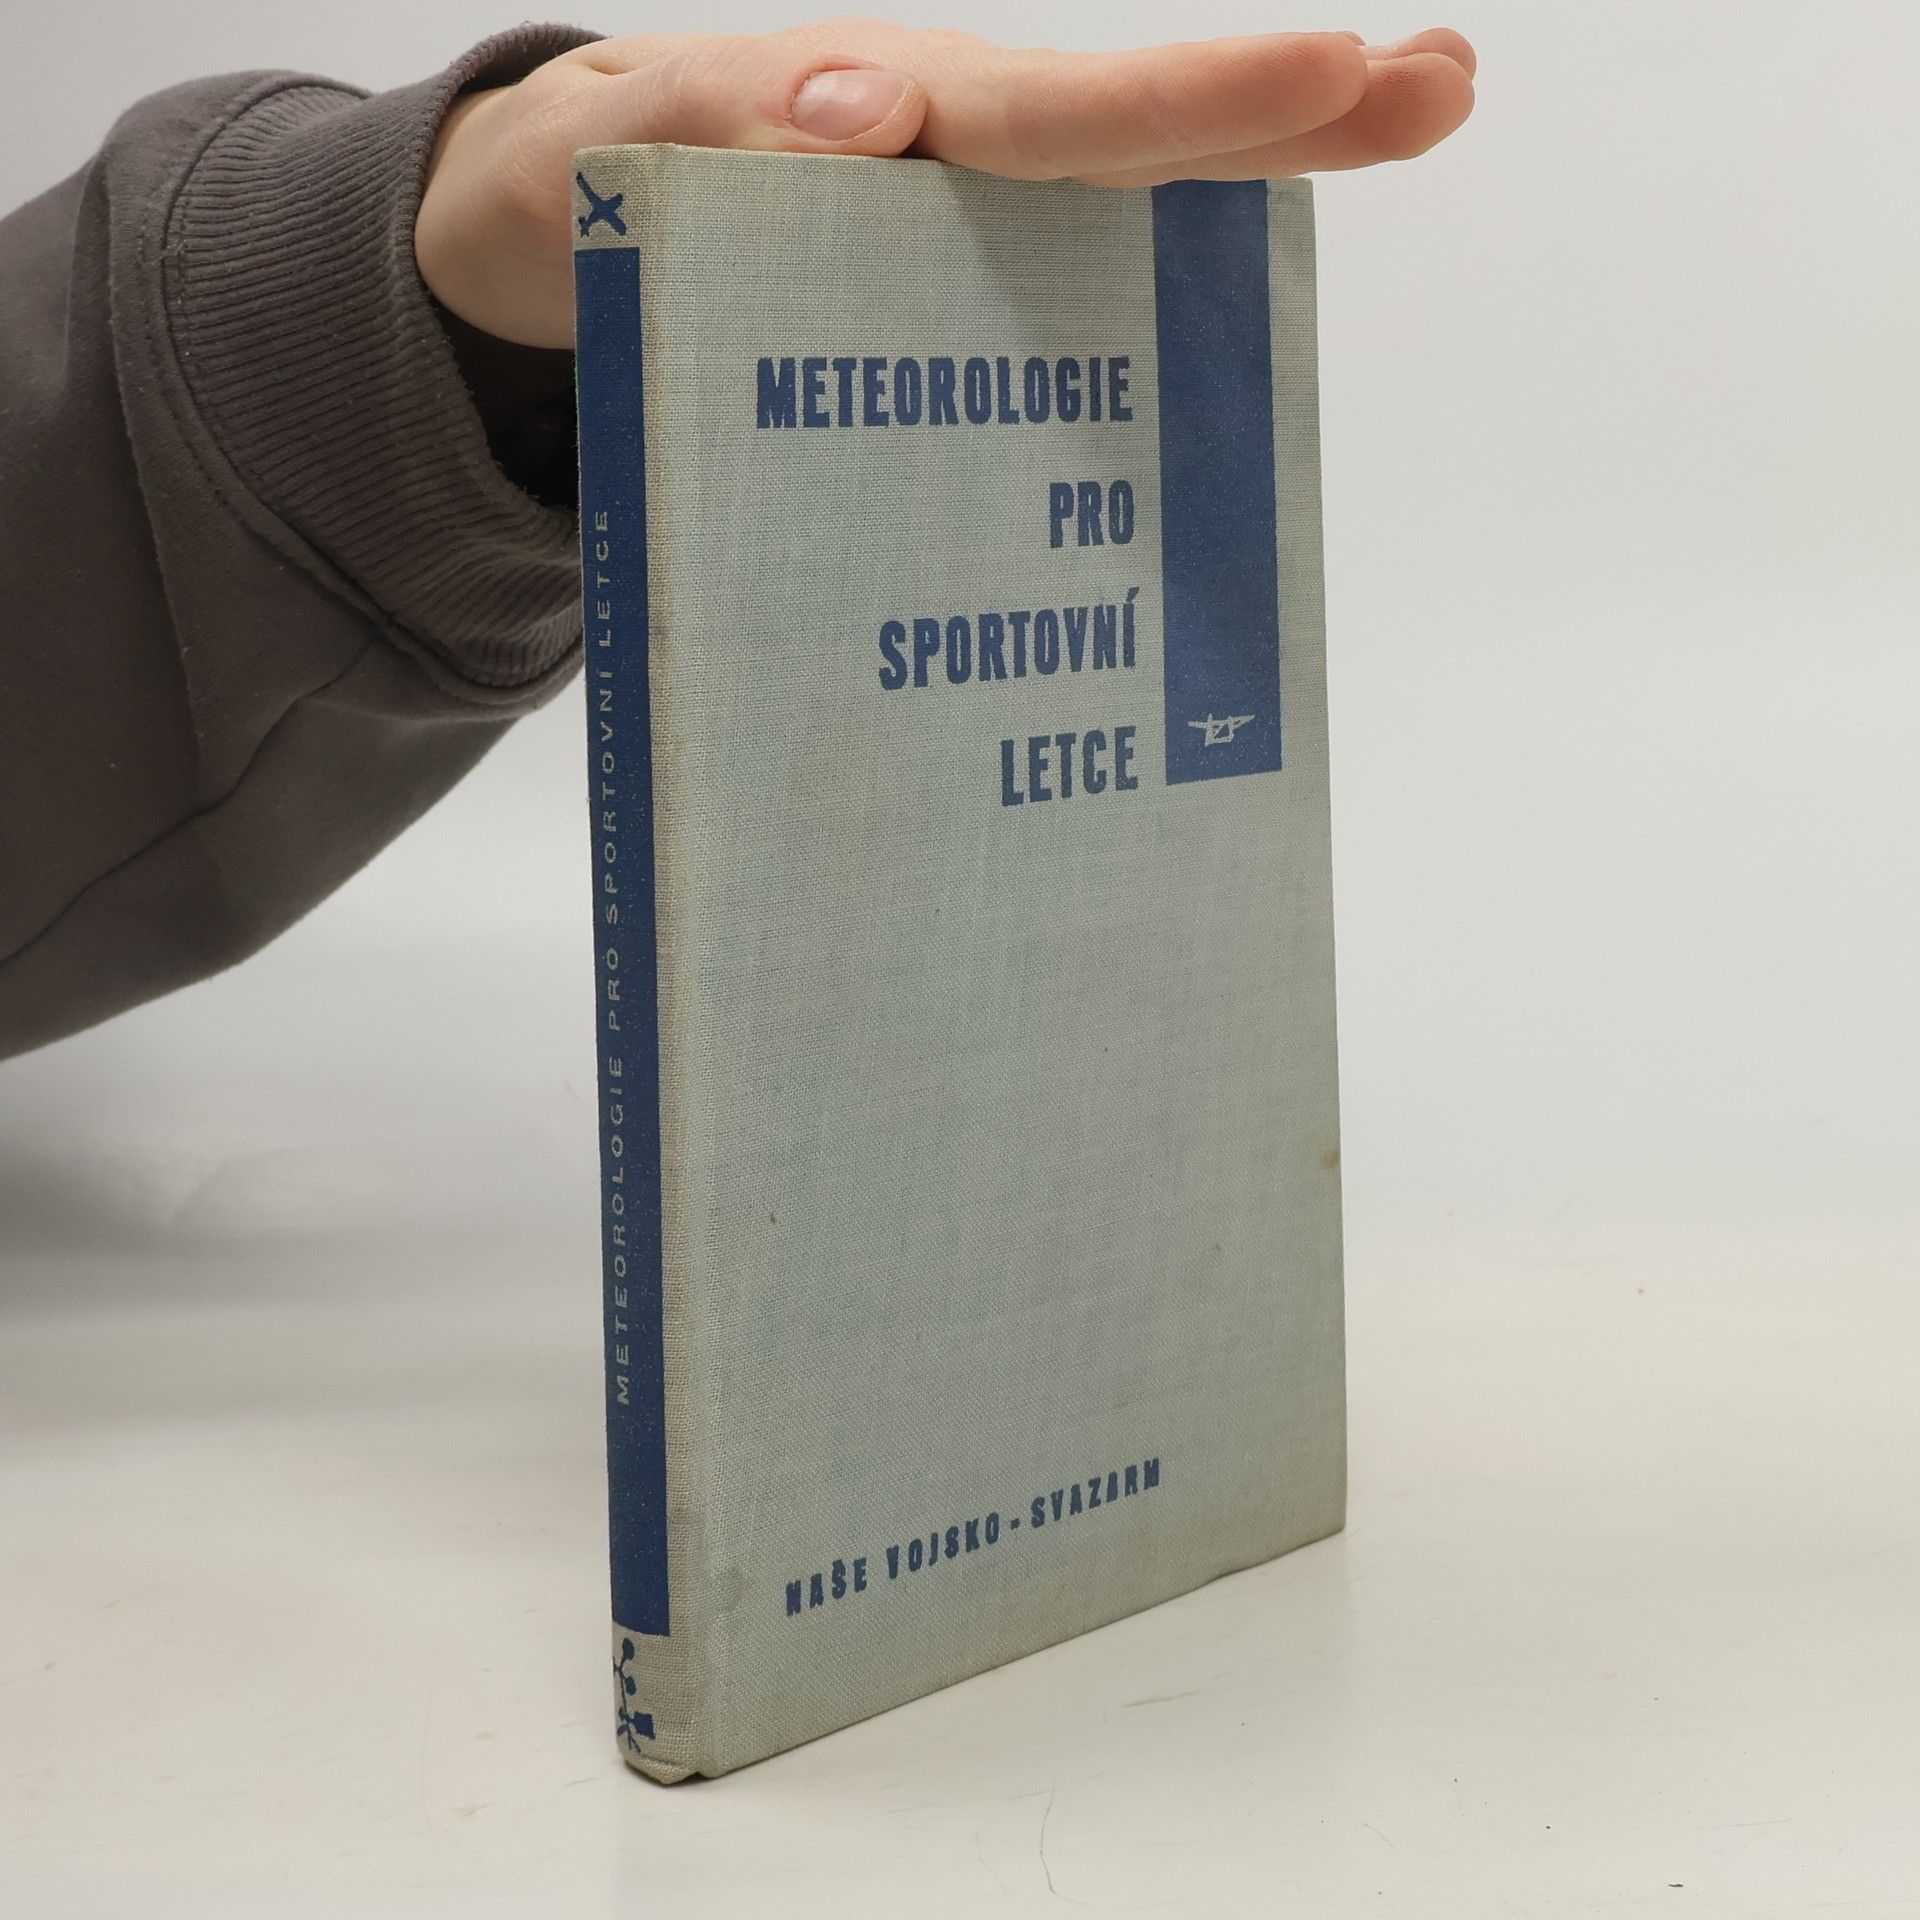 METEOROLOGIE PRO SPORTOVNÍ LETCE
METEOROLOGIE
PRO
SPORTOVNÍ
LETCE
NAŠE VOJSKO - SVAZARM